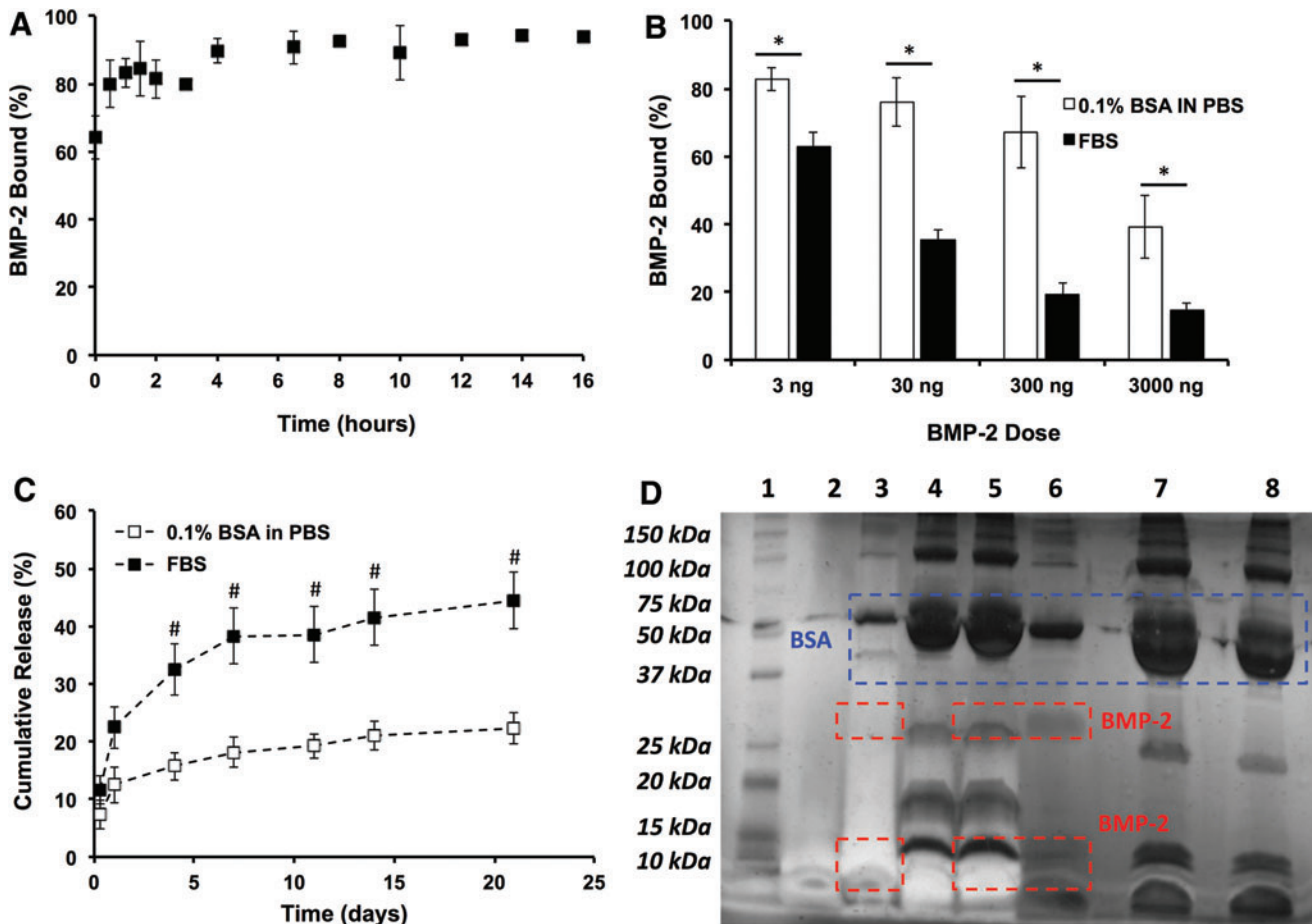 A
BMP-2 Bound (%)
100
80
60
40
20
0
0 2 4 6 8 10 12 14 16
Time (hours)
B
BMP-2 Bound (%)
100
80
60
40
20
0
* * * *
0.1% BSA IN PBS
FBS
3 ng 30 ng 300 ng 3000 ng
BMP-2 Dose
C
Cumulative Release (%)
60
50
40
30
20
10
0
0.1% BSA in PBS
FBS
# # # # #
0 5 10 15 20 25
Time (days)
D
1 2 3 4 5 6 7 8
150 kDa
100 kDa
75 kDa
50 kDa
37 kDa
25 kDa
20 kDa
15 kDa
10 kDa
BSA
BMP-2
BMP-2